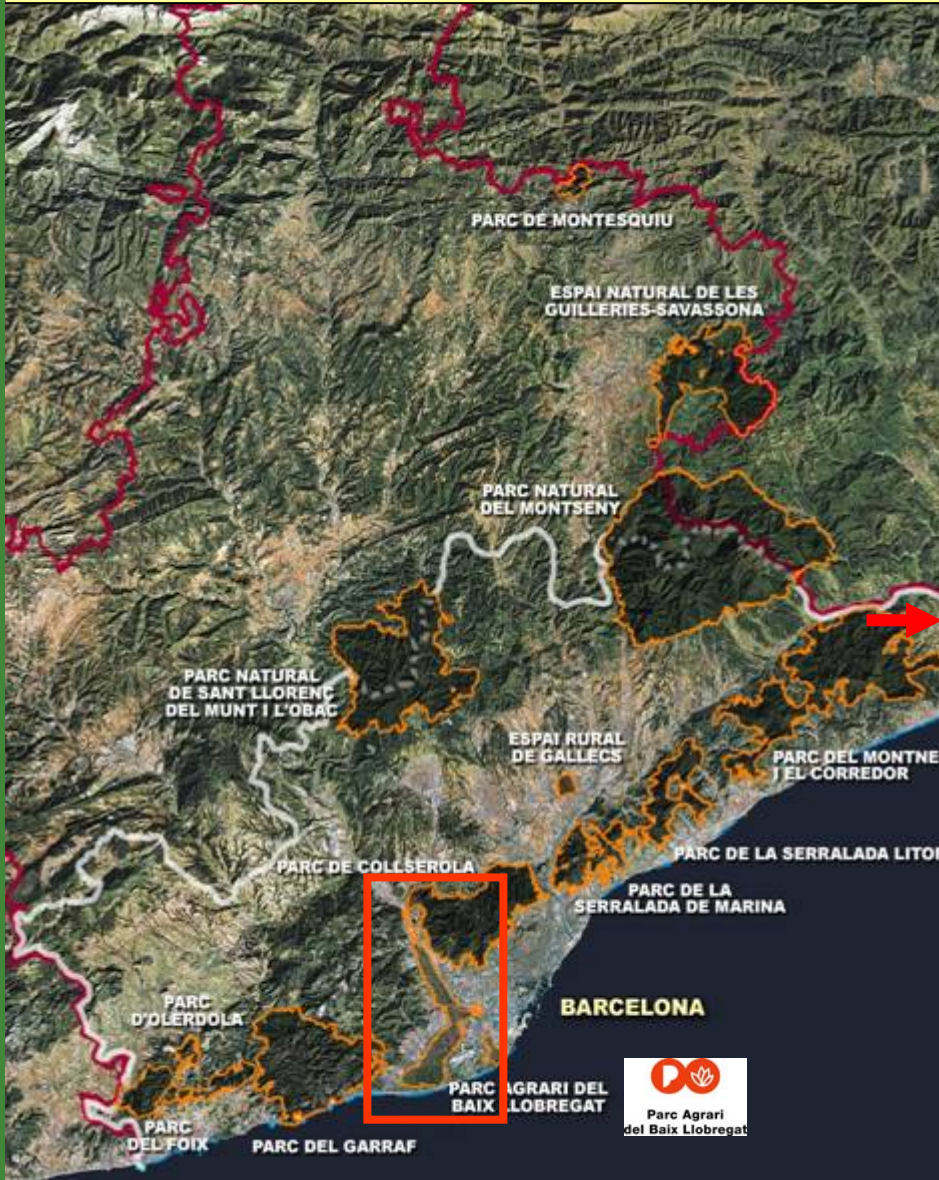 PARC DE MONTESQUIU
ESPAI NATURAL DE LES
GUILLERIES-SAVASSONA
PARC NATURAL
DEL MONTSENY
PARC NATURAL
DE SANT LLORENÇ
DEL MUNT I L'OBAC
ESPAI RURAL
DE GALLECS
PARC DEL MONTNE
I EL CORREDOR
PARC DE COLLSEROLA
PARC DE LA SERRALADA LITOR
PARC DE LA
SERRALADA DE MARINA
PARC
D'OLERDOLA
BARCELONA
PARC AGRARI DEL
BAIX LLOBREGAT
Parc Agrari
del Baix Llobregat
PARC
DEL FOIX
PARC DEL GARRAF